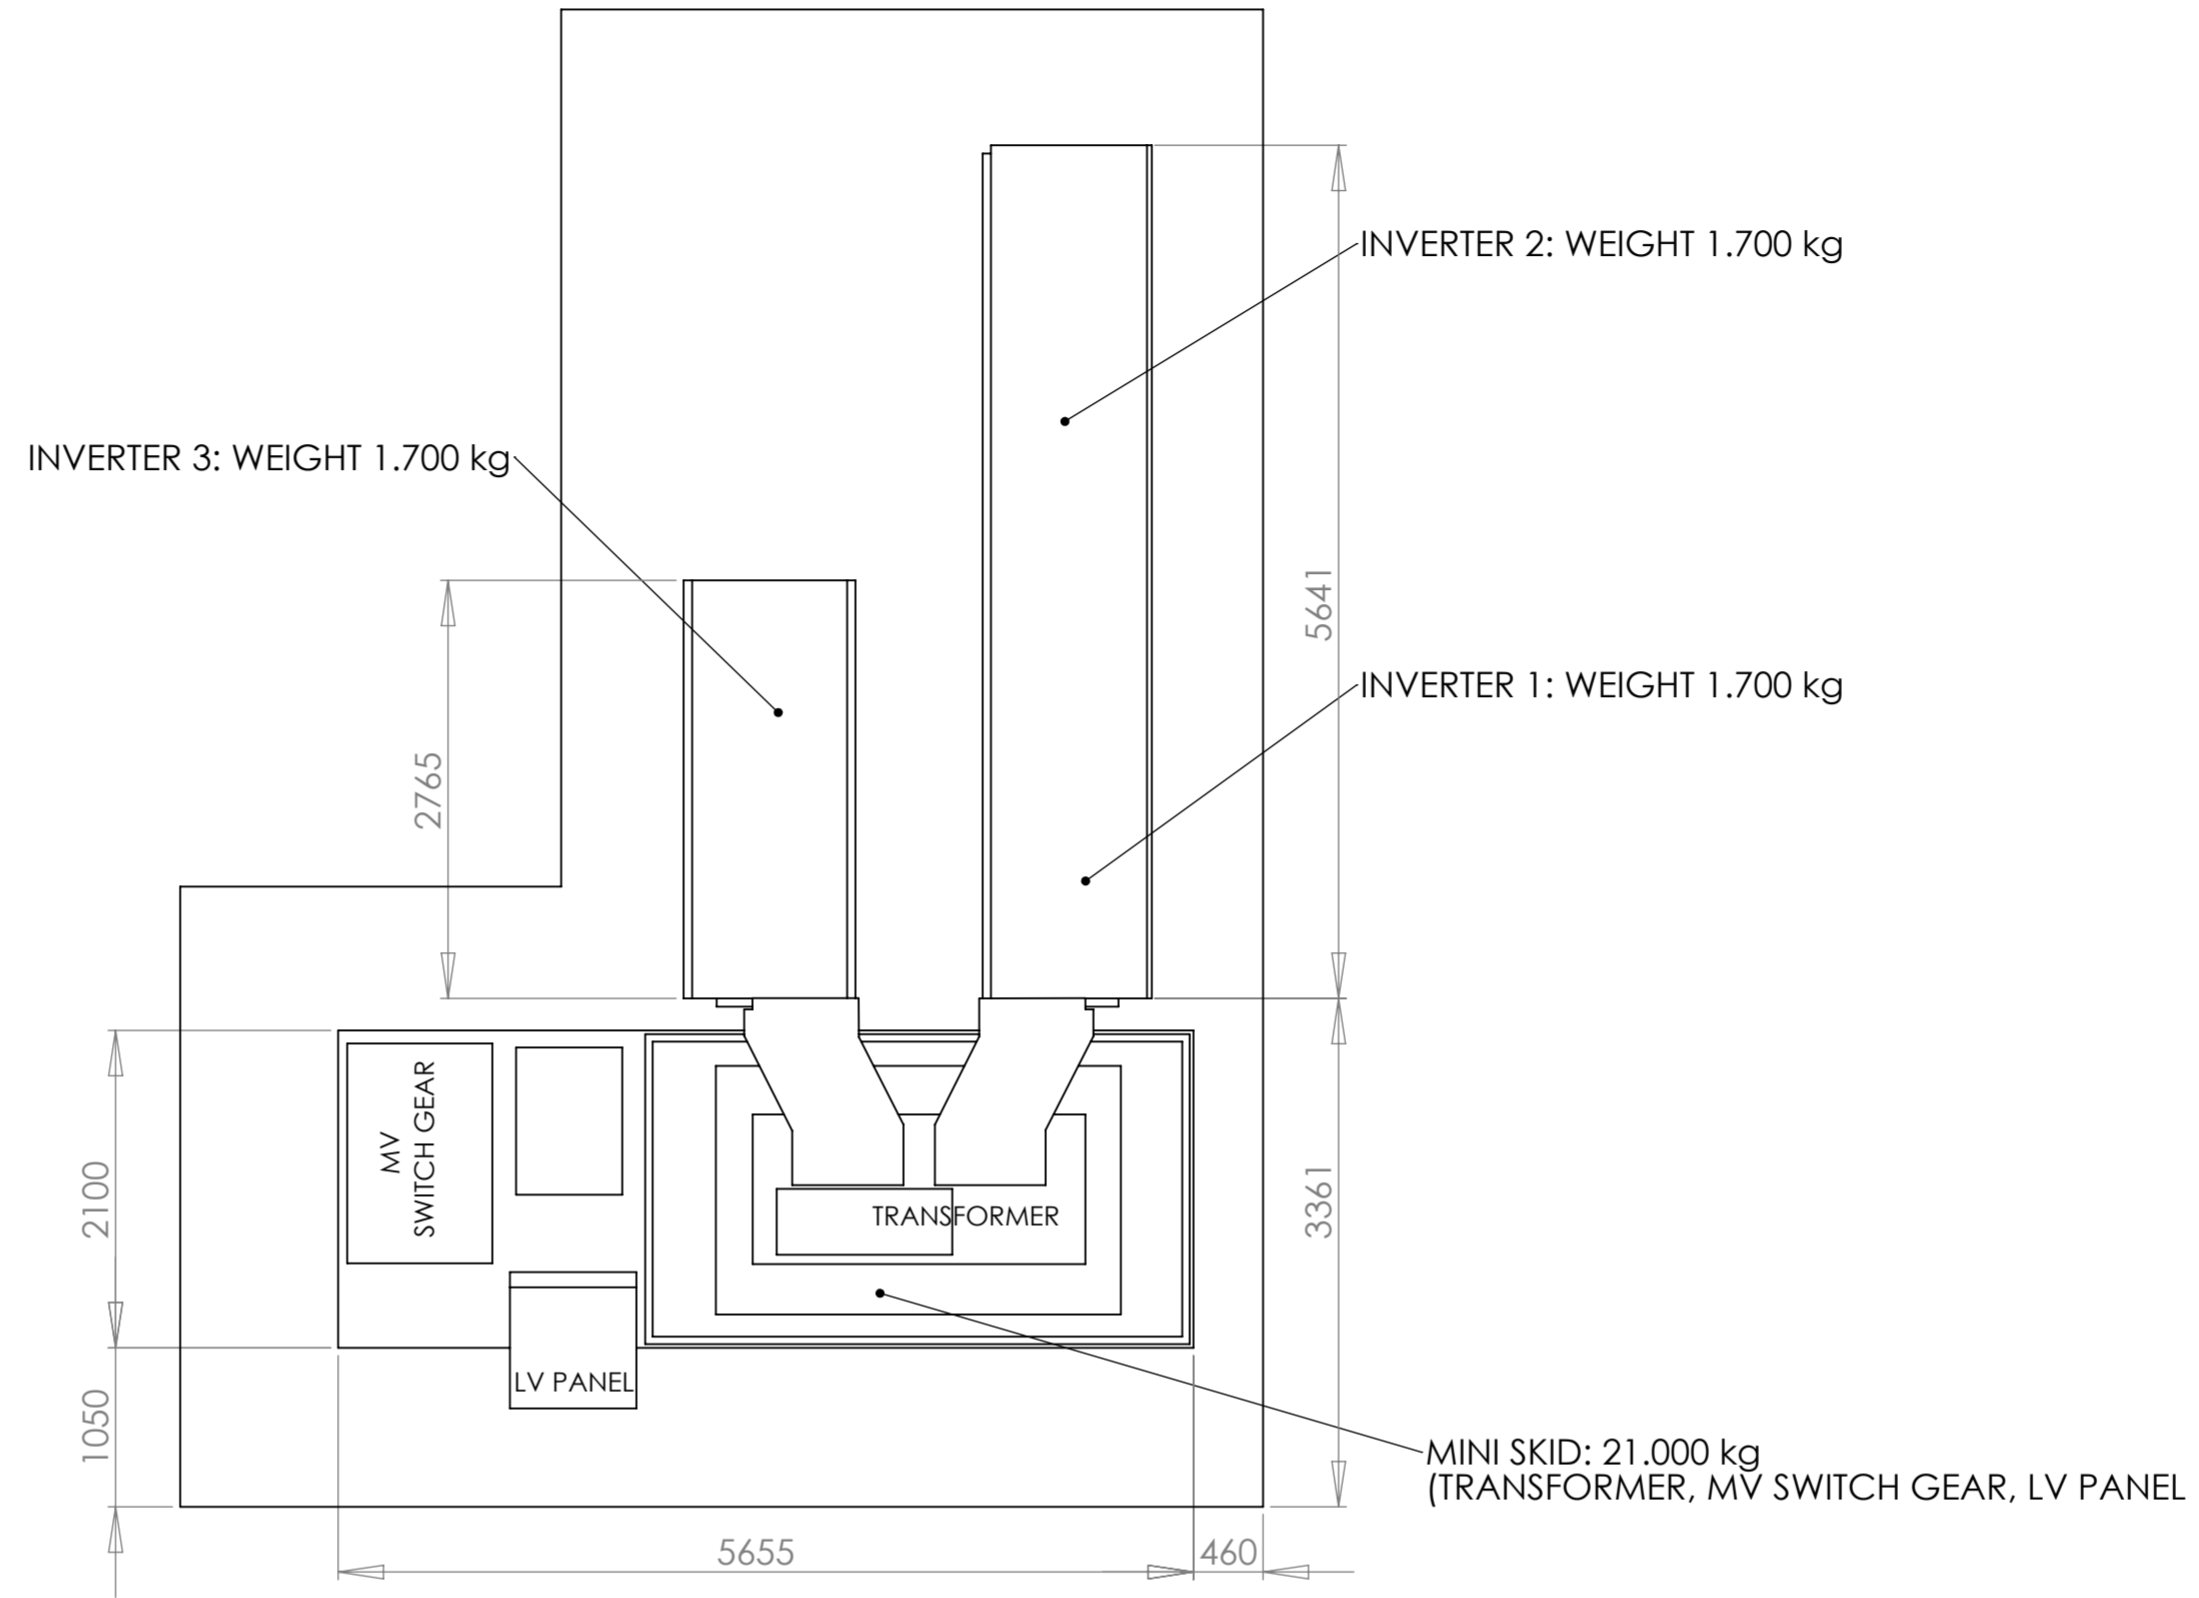 INVERTER 2: WEIGHT 1.700 kg
INVERTER 3: WEIGHT 1.700 kg
5641
INVERTER 1: WEIGHT 1.700 kg
2765
MV
SWITCH GEAR
2100
3361
TRANSFORMER
LV PANEL
1050
MINI SKID: 21.000 kg
(TRANSFORMER, MV SWITCH GEAR, LV PANEL
5655
460